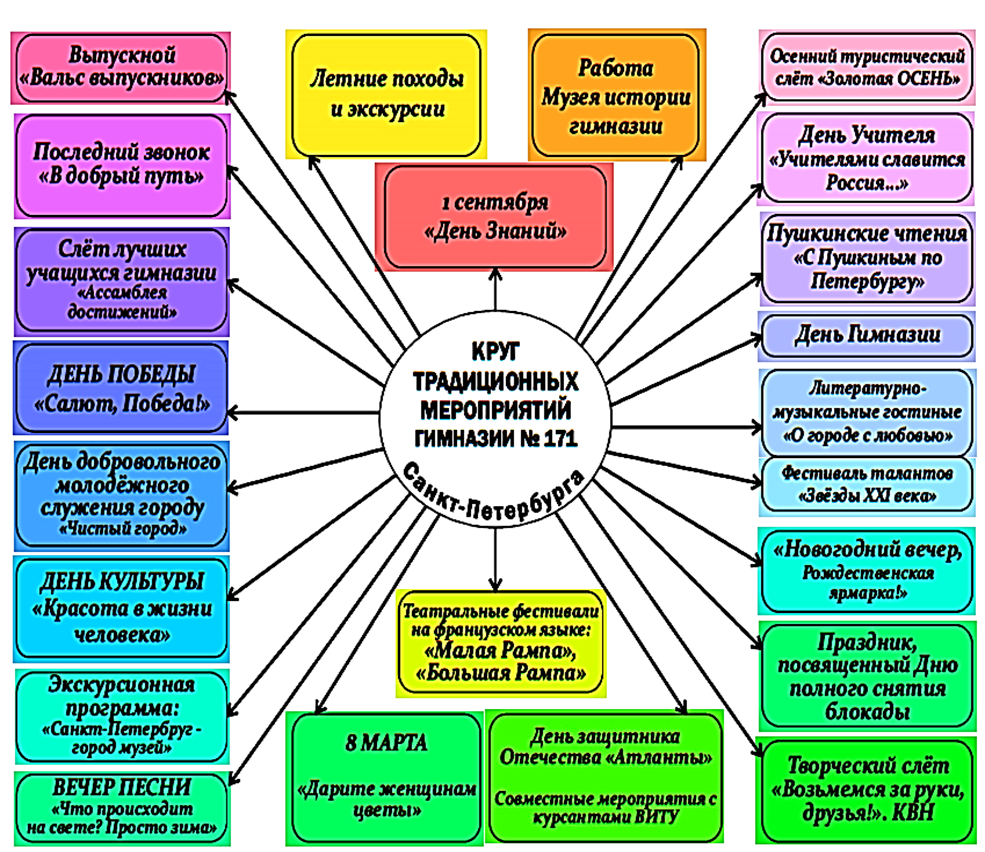 КРУГ
ТРАДИЦИОННЫХ
МЕРОПРИЯТИЙ
ГИМНАЗИИ № 171
Санкт-Петербурга
1 сентября
«День Знаний»
Работа
Музея истории
гимназии
Осенний туристический
слёт «Золотая ОСЕНЬ»
День Учителя
«Учителями славится
Россия...»
Пушкинские чтения
«С Пушкиным по
Петербургу»
День Гимназии
Литературно-
музыкальные гостиные
«О городе с любовью»
Фестиваль талантов
«Звёзды XXI века»
«Новогодний вечер,
Рождественская
ярмарка!»
Праздник,
посвященный Дню
полного снятия
блокады
Творческий слёт
«Возьмемся за руки,
друзья!». КВН
День защитника
Отечества «Атланты»
Совместные мероприятия с
курсантами ВИТУ
Театральные фестивали
на французском языке:
«Малая Рампа»,
«Большая Рампа»
8 МАРТА
«Дарите женщинам
цветы»
ВЕЧЕР ПЕСНИ
«Что происходит
на свете? Просто зима»
Экскурсионная
программа:
«Санкт-Петербруг -
город музей»
ДЕНЬ КУЛЬТУРЫ
«Красота в жизни
человека»
День добровольного
молодёжного
служения городу
«Чистый город»
ДЕНЬ ПОБЕДЫ
«Салют, Победа!»
Слёт лучших
учащихся гимназии
«Ассамблея
достижений»
Последний звонок
«В добрый путь»
Выпускной
«Вальс выпускников»
Летние походы
и экскурсии